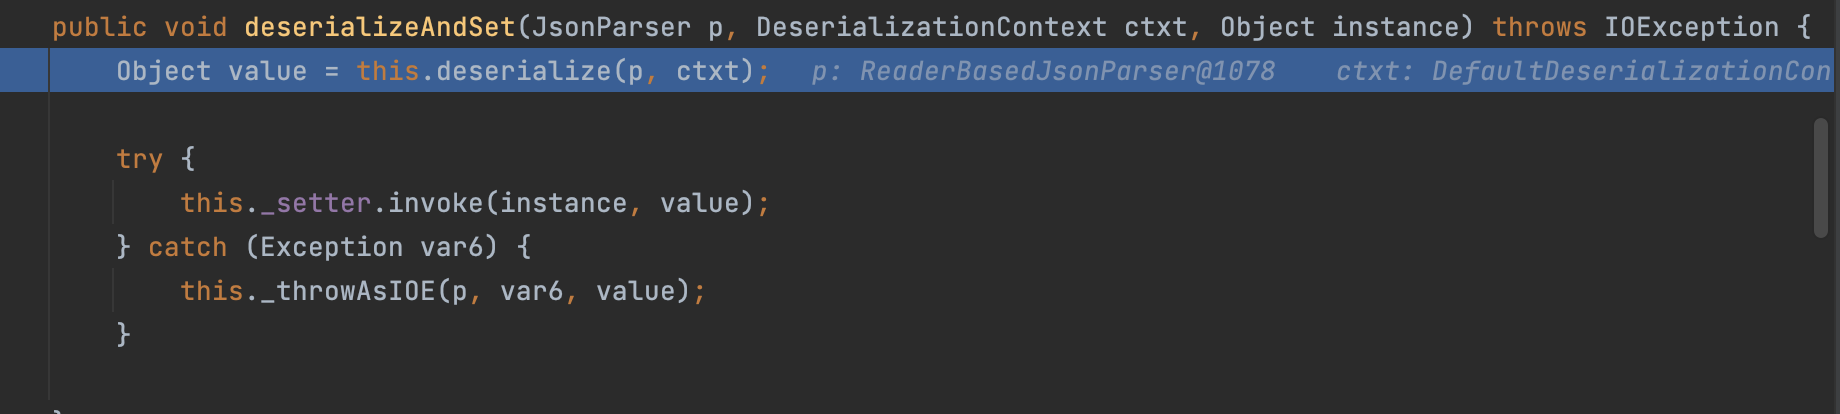 public void deserializeAndSet(JsonParser p, DeserializationContext ctxt, Object instance) throws IOException {
Object value = this.deserialize(p, ctxt); p: ReaderBasedJsonParser@1078 ctxt: DefaultDeserializationCon
try {
this._setter.invoke(instance, value);
} catch (Exception var6) {
this._throwAsIOE(p, var6, value);
}